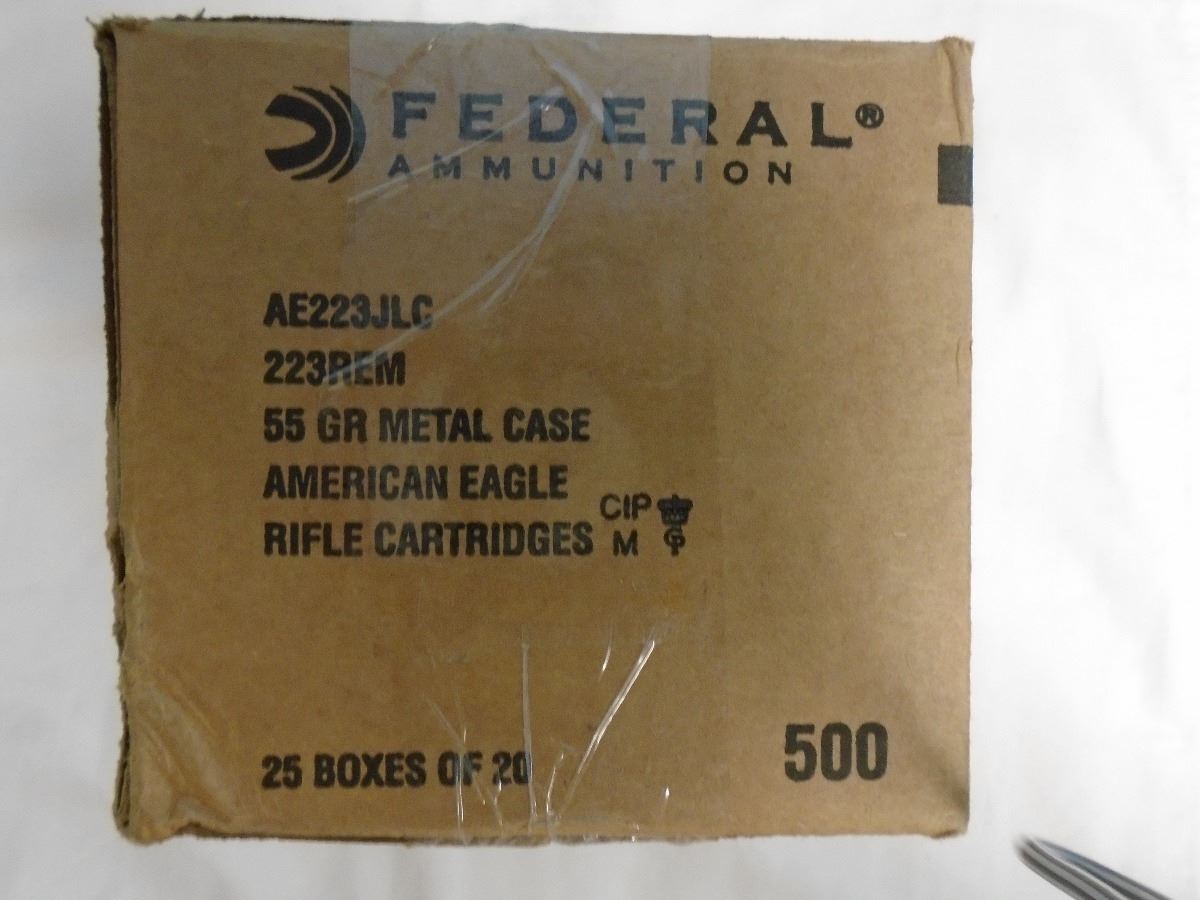 FEDERAL®
AMMUNITION
AE223JLC
223REM
55 GR METAL CASE
AMERICAN EAGLE
RIFLE CARTRIDGES
CIP
M
25 BOXES OF 20
500